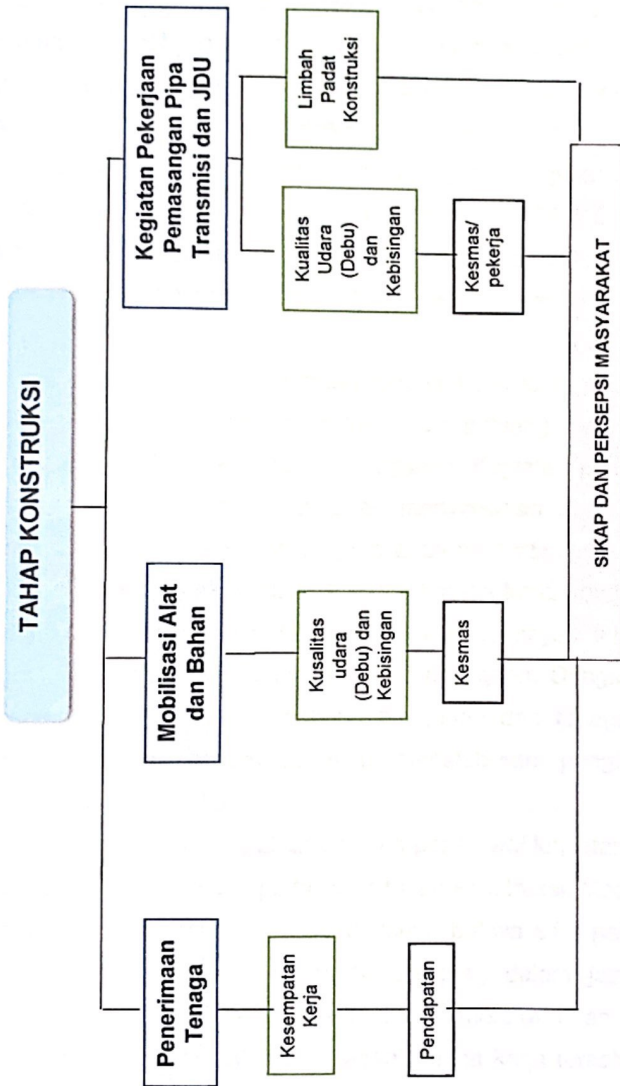 TAHAP KONSTRUKSI
Penerimaan
Tenaga
Mobilisasi Alat
dan Bahan
Kegiatan Pekerjaan
Pemasangan Pipa
Transmisi dan JDU
Kesempatan
Kerja
Kusalitas
udara
(Debu) dan
Kebisingan
Kualitas
Udara
(Debu)
dan
Kebisingan
Limbah
Padat
Konstruksi
Pendapatan
Kesmas
Kesmas/
pekerja
SIKAP DAN PERSEPSI MASYARAKAT